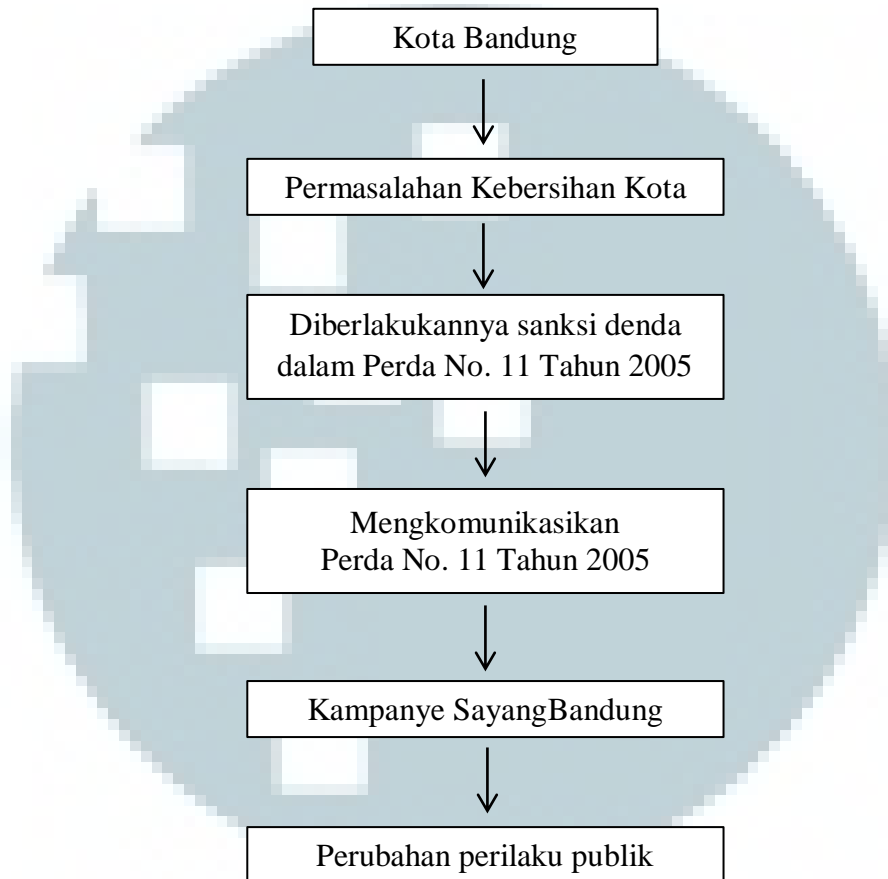 Kota Bandung
Permasalahan Kebersihan Kota
Diberlakukannya sanksi denda
dalam Perda No. 11 Tahun 2005
Mengkomunikasikan
Perda No. 11 Tahun 2005
Kampanye SayangBandung
Perubahan perilaku publik